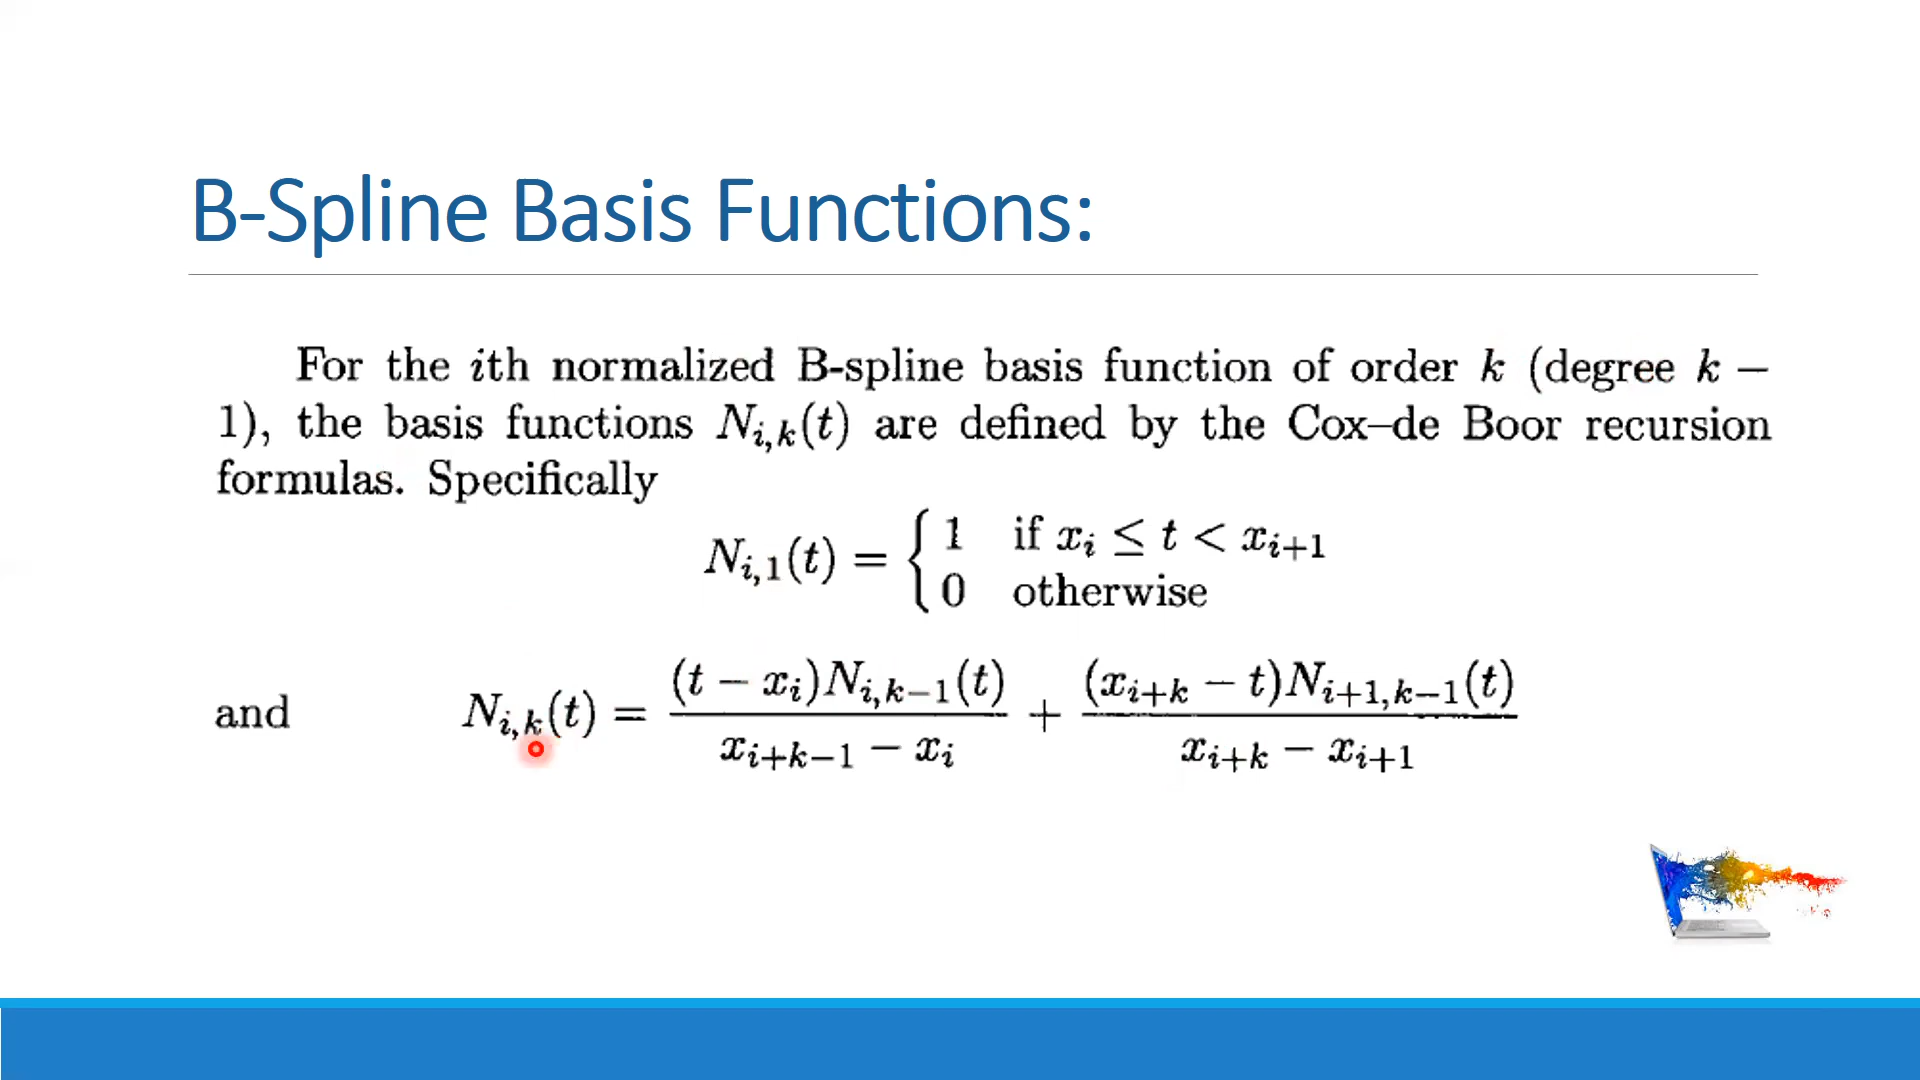 B-Spline Basis Functions:
For the ith normalized B-spline basis function of order k (degree k −
1), the basis functions N_{i,k}(t) are defined by the Cox–de Boor recursion
formulas. Specifically
N_{i,1}(t) = { 1 if x_i ≤ t < x_{i+1}
0 otherwise
and N_{i,k}(t) = \frac{(t − x_i)N_{i,k−1}(t)}{x_{i+k−1} − x_i} + \frac{(x_{i+k} − t)N_{i+1,k−1}(t)}{x_{i+k} − x_{i+1}}